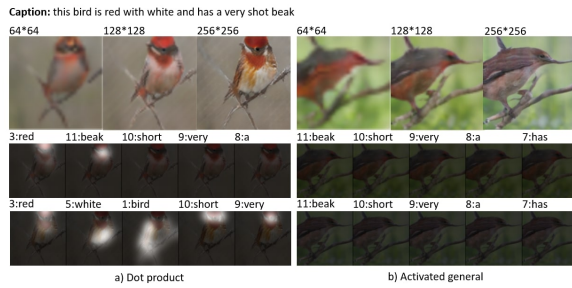 Caption: this bird is red with white and has a very shot beak
64*64 128*128 256*256 64*64 128*128 256*256
3:red 11:beak 10:short 9:very 8:a 11:beak 10:short 9:very 8:a 7:has
3:red 5:white 1:bird 10:short 9:very 11:beak 10:short 9:very 8:a 7:has
a) Dot product b) Activated general